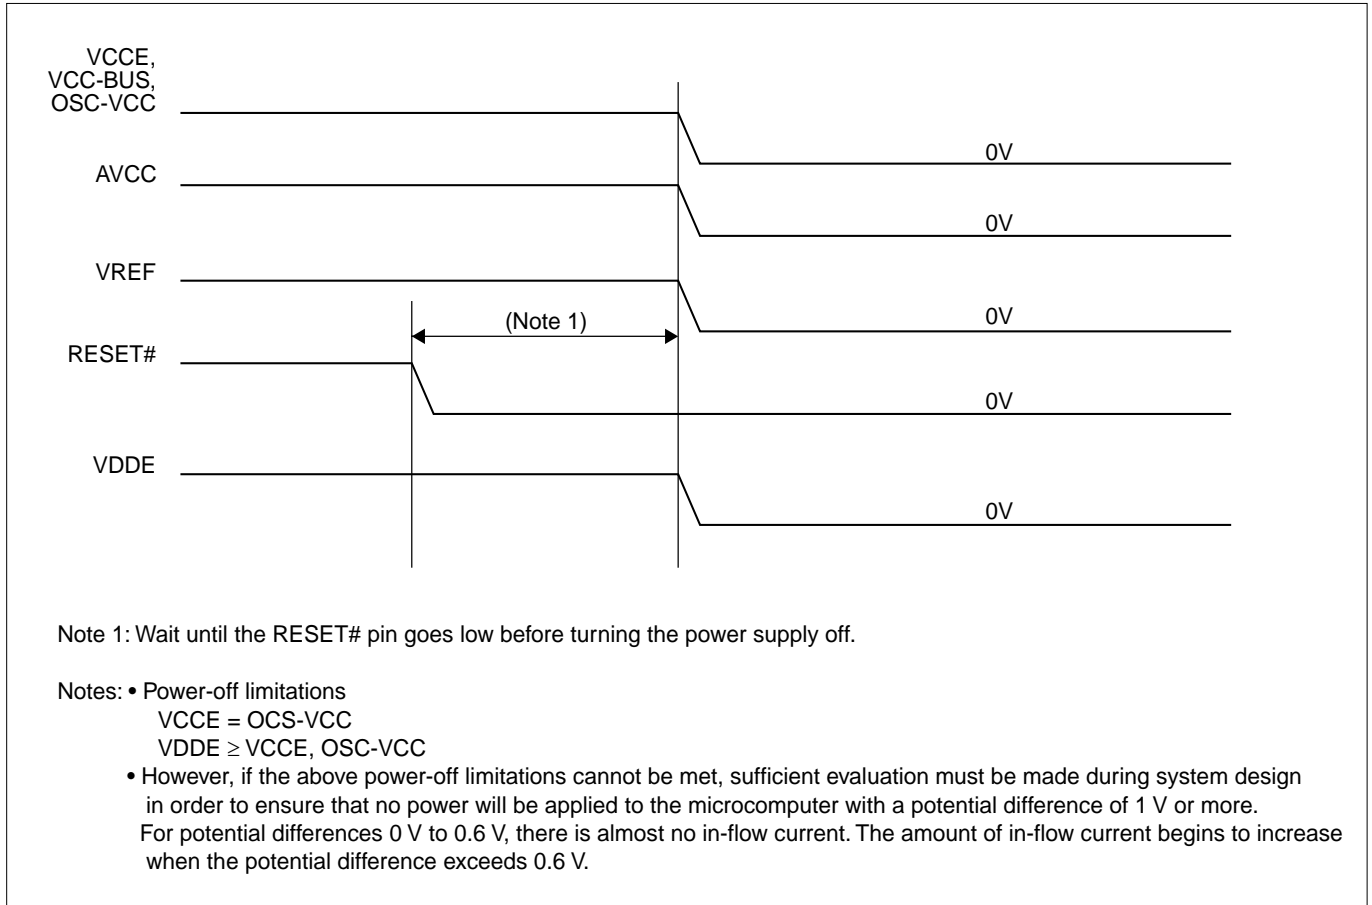 VCCE,
VCC-BUS,
OSC-VCC
0V
AVCC
0V
VREF
0V
(Note 1)
RESET#
0V
VDDE
0V
Note 1: Wait until the RESET# pin goes low before turning the power supply off.
Notes: • Power-off limitations
VCCE = OCS-VCC
VDDE ≥ VCCE, OSC-VCC
• However, if the above power-off limitations cannot be met, sufficient evaluation must be made during system design
in order to ensure that no power will be applied to the microcomputer with a potential difference of 1 V or more.
For potential differences 0 V to 0.6 V, there is almost no in-flow current. The amount of in-flow current begins to increase
when the potential difference exceeds 0.6 V.